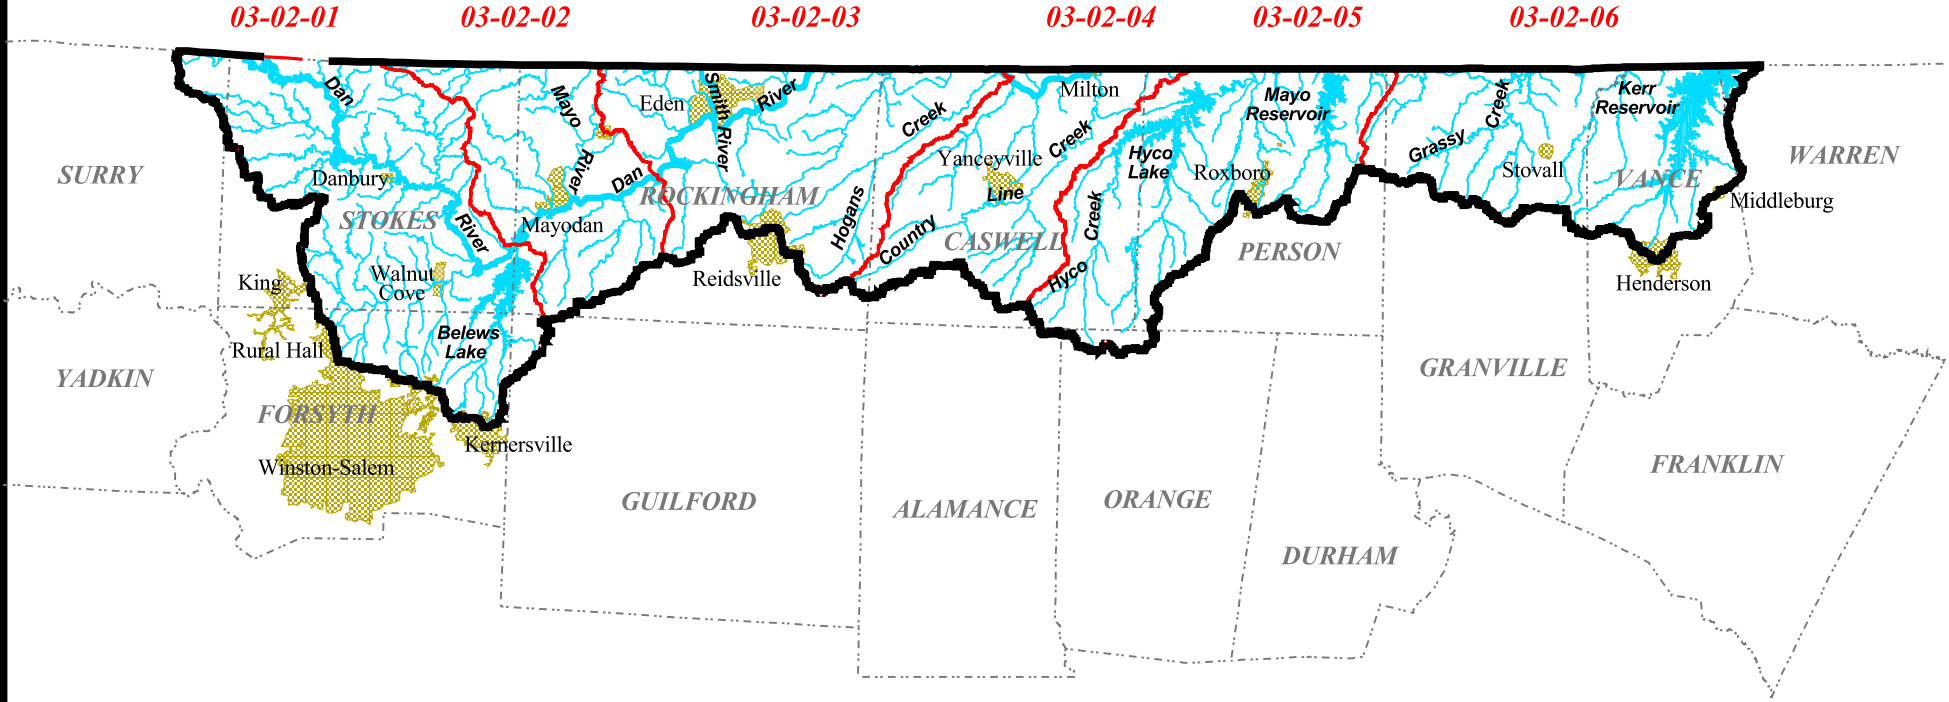 03-02-01 03-02-02 03-02-03 03-02-04 03-02-05 03-02-06
Dan
Mayo
Eden
Smith River
River
Creek
Milton
Mayo
Reservoir
Creek
Kerr
Reservoir
SURRY
Danbury
River
Dan
ROCKINGHAM
Yanceyville
Creek
Hyco
Lake
Roxboro
Grassy
Stovall
VANCE
WARREN
STOKES
River
Mayodan
Hogans
Country
Line
CASWELL
Creek
PERSON
Middleburg
King
Walnut
Cove
Reidsville
Hyco
Henderson
Rural Hall
Belews
Lake
YADKIN
FORSYTH
GRANVILLE
Kernersville
Winston-Salem
GUILFORD
ALAMANCE
ORANGE
FRANKLIN
DURHAM